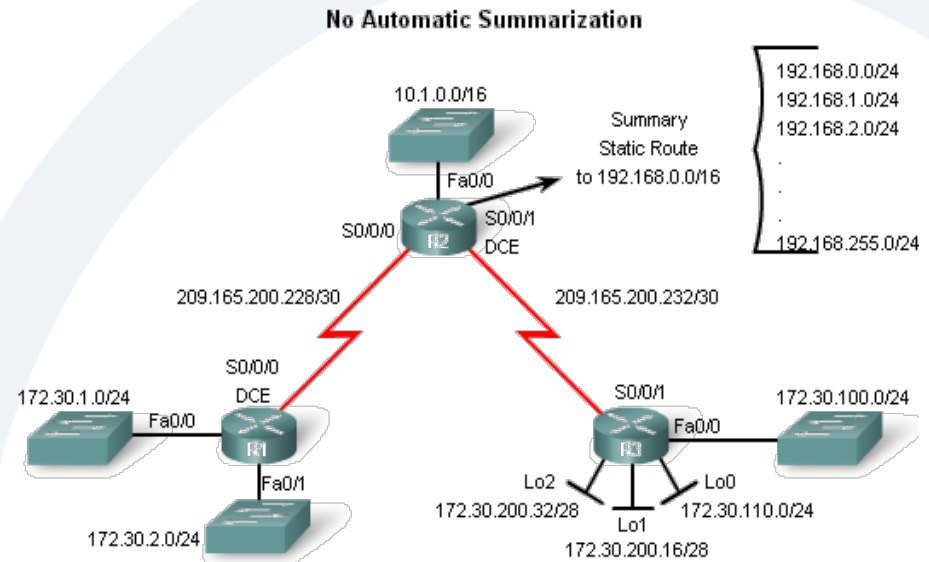 No Automatic Summarization
10.1.0.0/16
Fa0/0
Summary
Static Route
to 192.168.0.0/16
192.168.0.0/24
192.168.1.0/24
192.168.2.0/24
.
.
.
192.168.255.0/24
S0/0/0
R2
S0/0/1
DCE
209.165.200.228/30
209.165.200.232/30
S0/0/0
DCE
172.30.1.0/24
Fa0/0
R1
Fa0/1
172.30.2.0/24
S0/0/1
R3
Fa0/0
172.30.100.0/24
Lo2
172.30.200.32/28
Lo1
172.30.200.16/28
Lo0
172.30.110.0/24